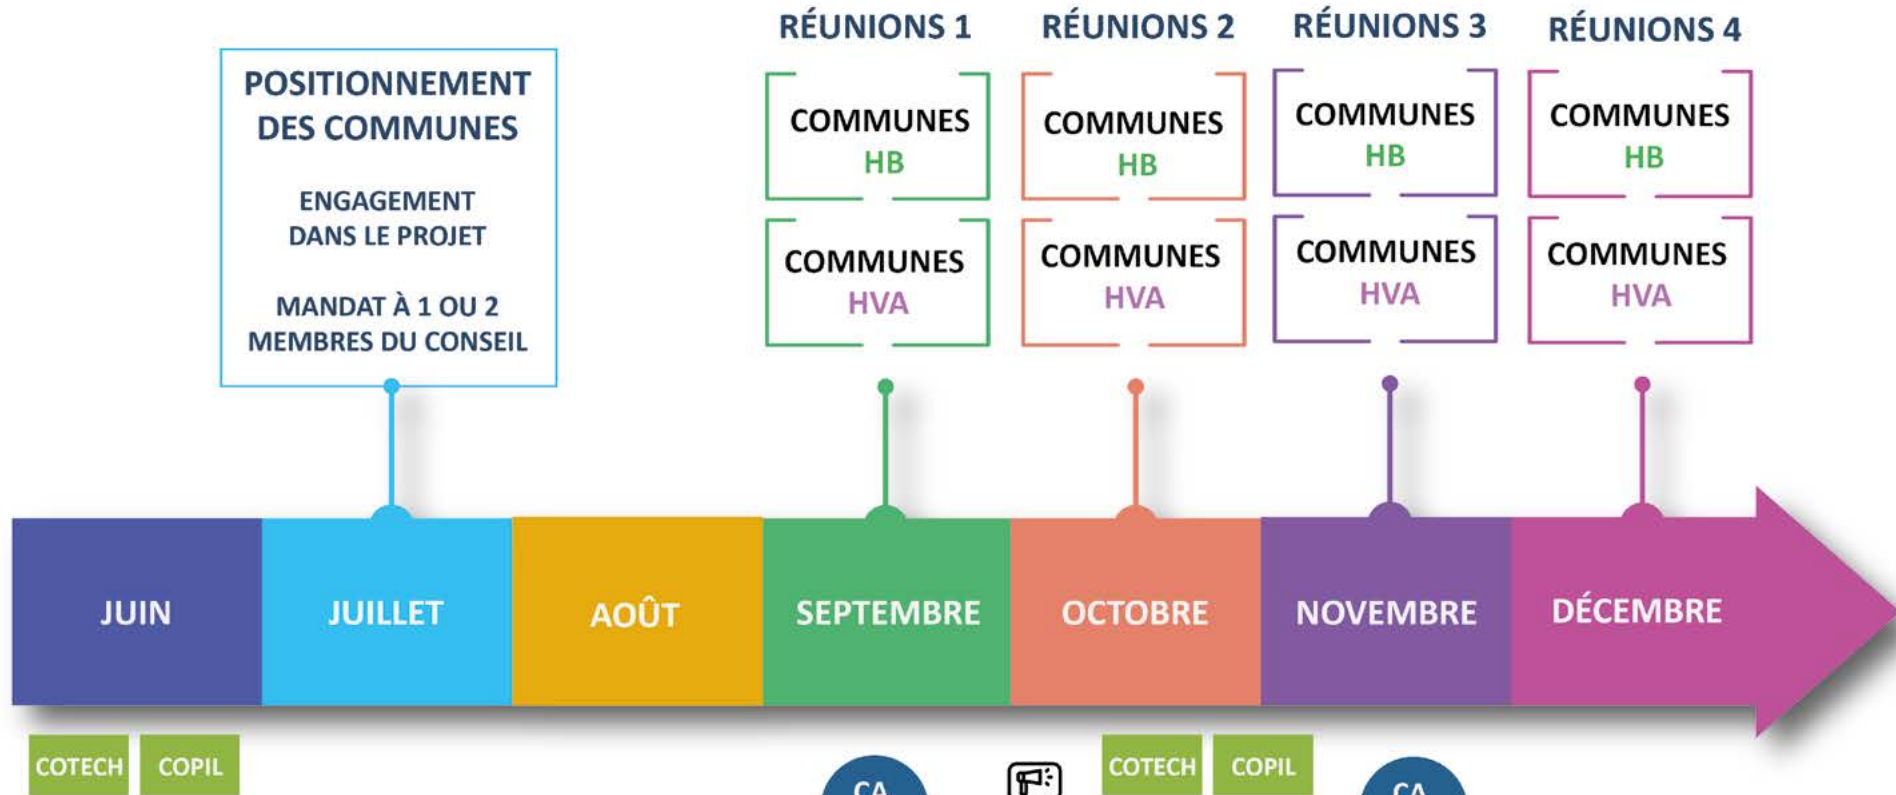 POSITIONNEMENT
DES COMMUNES
ENGAGEMENT
DANS LE PROJET
MANDAT À 1 OU 2
MEMBRES DU CONSEIL
RÉUNIONS 1
COMMUNES
HB
COMMUNES
HVA
RÉUNIONS 2
COMMUNES
HB
COMMUNES
HVA
RÉUNIONS 3
COMMUNES
HB
COMMUNES
HVA
RÉUNIONS 4
COMMUNES
HB
COMMUNES
HVA
JUIN
JUILLET
AOÛT
SEPTEMBRE
OCTOBRE
NOVEMBRE
DÉCEMBRE
COTECH
COPIL
CA
COTECH
COPIL
CA